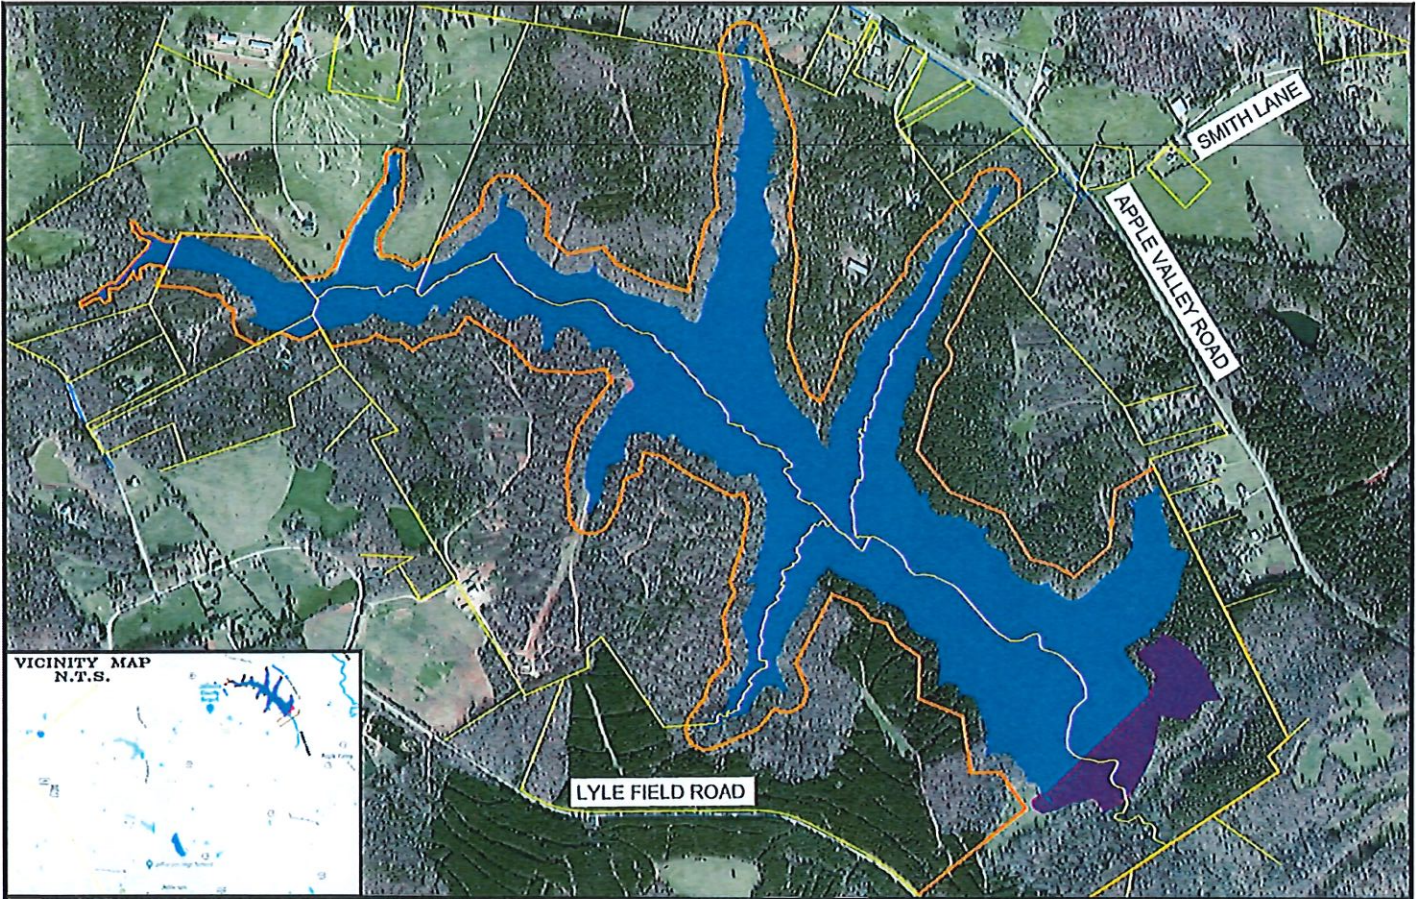 SMITH LANE
APPLE VALLEY ROAD
VICINITY MAP
N.T.S.
LYLE FIELD ROAD